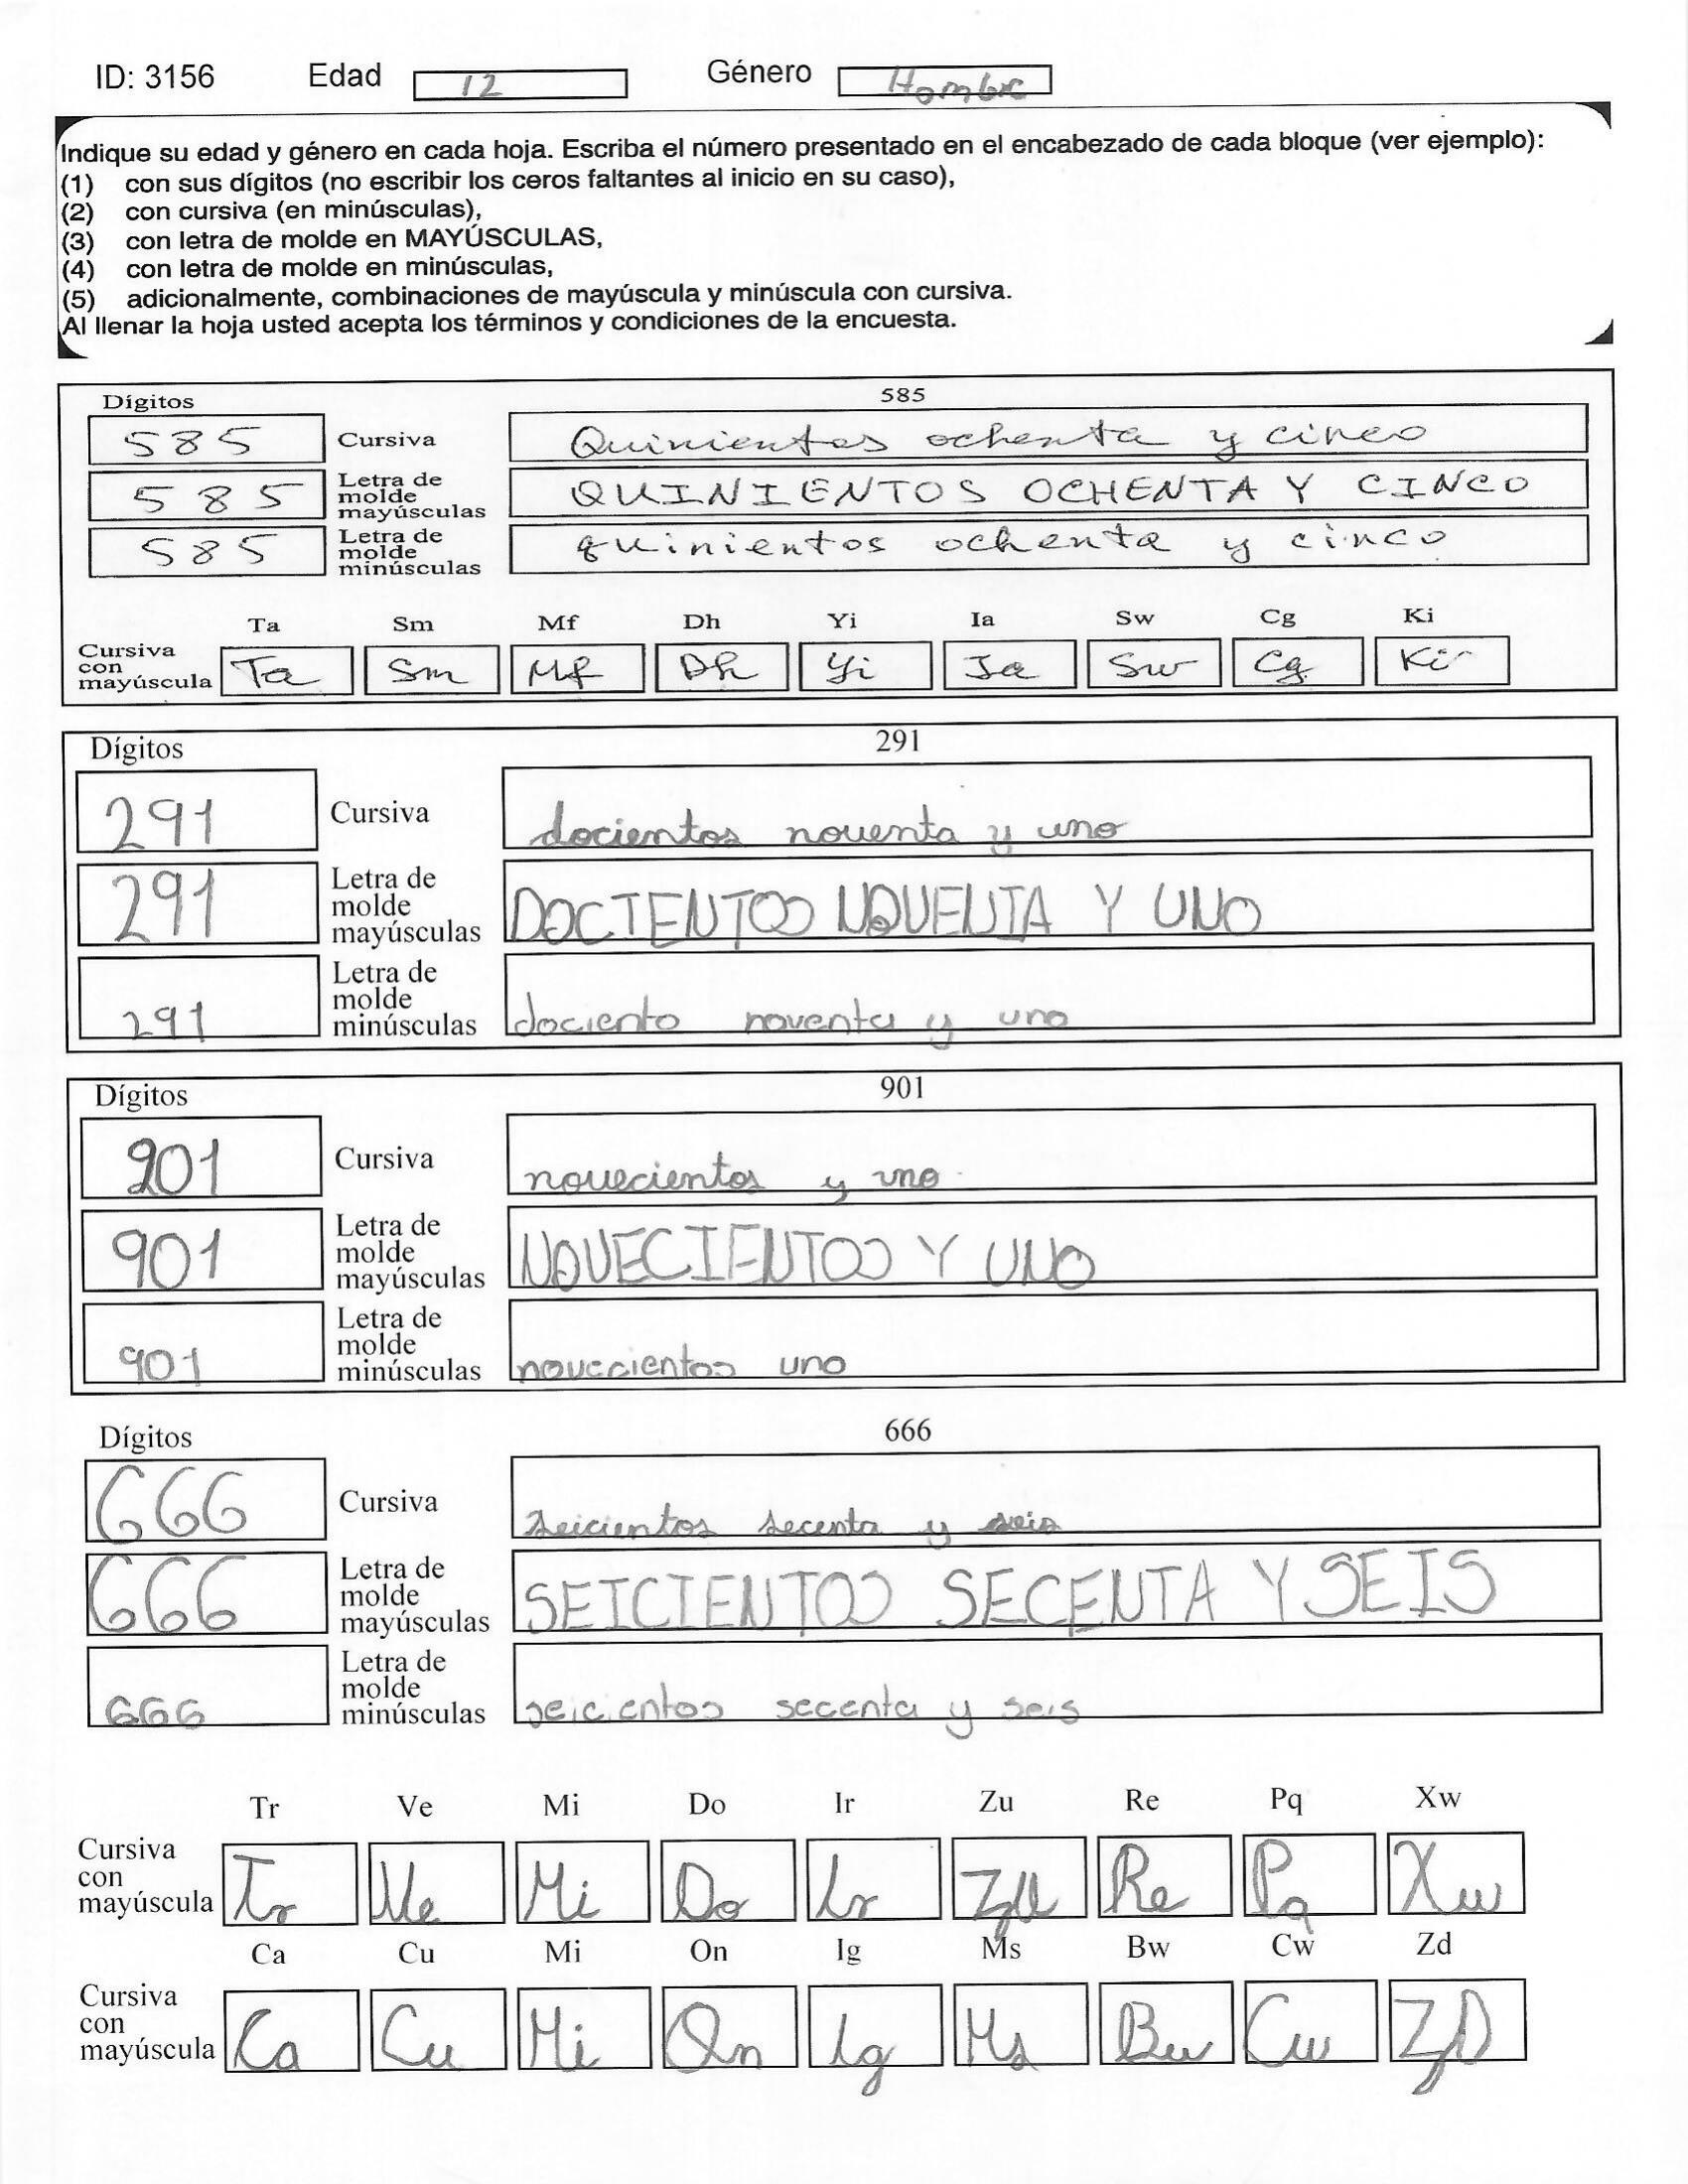 ID: 3156 Edad 12 Género Hombre
Indique su edad y género en cada hoja. Escriba el número presentado en el encabezado de cada bloque (ver ejemplo):
(1) con sus dígitos (no escribir los ceros faltantes al inicio en su caso),
(2) con cursiva (en minúsculas),
(3) con letra de molde en MAYÚSCULAS,
(4) con letra de molde en minúsculas,
(5) adicionalmente, combinaciones de mayúscula y minúscula con cursiva.
Al llenar la hoja usted acepta los términos y condiciones de la encuesta.
Dígitos 585
585 Cursiva Quinientos ochenta y cinco
585 Letra de molde mayúsculas QUINIENTOS OCHENTA Y CINCO
585 Letra de molde minúsculas quinientos ochenta y cinco
Ta Sm Mf Dh Yi Ia Sw Cg Ki
Cursiva con mayúscula Ta Sm Mf Dh Yi Ia Sw Cg Ki
Dígitos 291
291 Cursiva docientos noventa y uno
291 Letra de molde mayúsculas DOCIENTOS NOVENTA Y UNO
291 Letra de molde minúsculas dociento noventa y uno
Dígitos 901
901 Cursiva novecientos y uno
901 Letra de molde mayúsculas NOVECIENTOS Y UNO
901 Letra de molde minúsculas novecientos uno
Dígitos 666
666 Cursiva seicientos secenta y seis
666 Letra de molde mayúsculas SEICIENTOS SECENTA Y SEIS
666 Letra de molde minúsculas seicientos secenta y seis
Tr Ve Mi Do Ir Zu Re Pq Xw
Cursiva con mayúscula Tr Ve Mi Do Ir Zu Re Pq Xw
Ca Cu Mi On Ig Ms Bw Cw Zd
Cursiva con mayúscula Ca Cu Mi On Ig Ms Bw Cw ZD